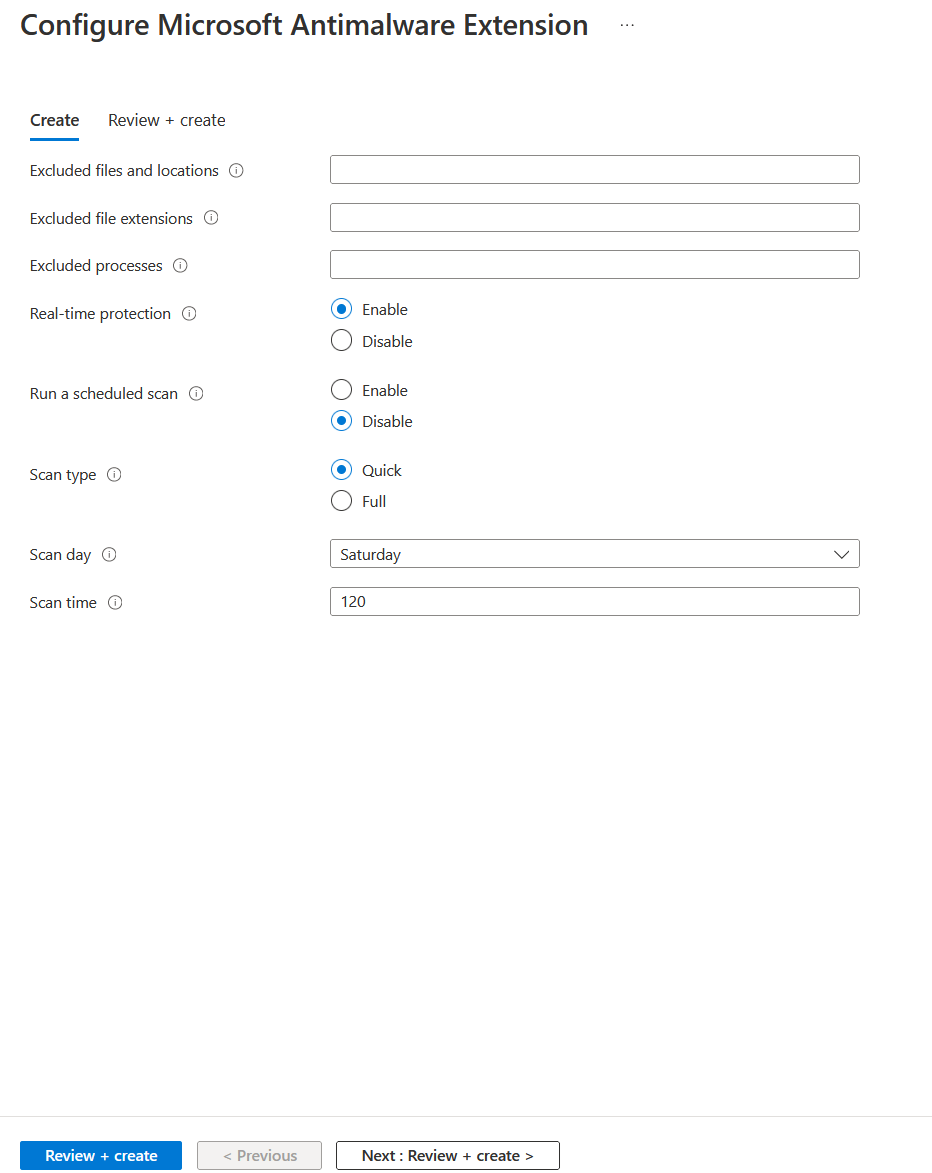 Configure Microsoft Antimalware Extension ...
Create Review + create
Excluded files and locations
Excluded file extensions
Excluded processes
Real-time protection Enable
Disable
Run a scheduled scan Enable
Disable
Scan type Quick
Full
Scan day Saturday
Scan time 120
Review + create < Previous Next : Review + create >